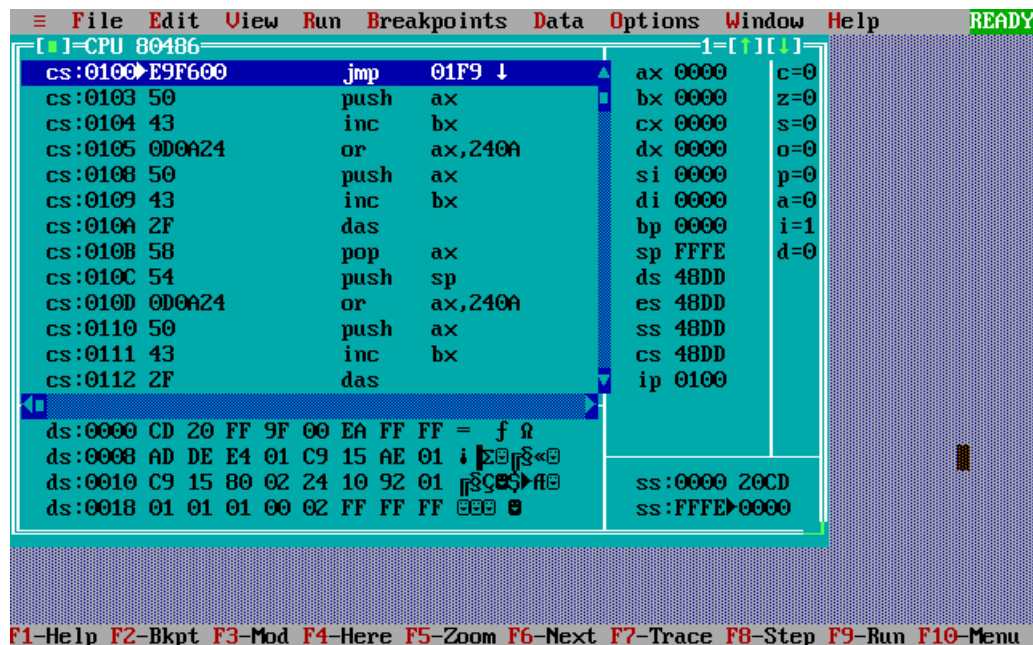 ≡ File Edit View Run Breakpoints Data Options Window Help READY
[■]=CPU 80486 1=[↑][↓]
cs:0100►E9F600 jmp 01F9 ↓ ax 0000 c=0
cs:0103 50 push ax bx 0000 z=0
cs:0104 43 inc bx cx 0000 s=0
cs:0105 0D0A24 or ax,240A dx 0000 o=0
cs:0108 50 push ax si 0000 p=0
cs:0109 43 inc bx di 0000 a=0
cs:010A 2F das bp 0000 i=1
cs:010B 58 pop ax sp FFFE d=0
cs:010C 54 push sp ds 48DD
cs:010D 0D0A24 or ax,240A es 48DD
cs:0110 50 push ax ss 48DD
cs:0111 43 inc bx cs 48DD
cs:0112 2F das ip 0100
ds:0000 CD 20 FF 9F 00 EA FF FF = ƒ Ω
ds:0008 AD DE E4 01 C9 15 AE 01 ¡▐Σ☺╔§«☺
ds:0010 C9 15 80 02 24 10 92 01 ╔§Ç☻$►Æ☺ ss:0000 20CD
ds:0018 01 01 01 00 02 FF FF FF ☺☺☺ ☻ ss:FFFE►0000
F1-Help F2-Bkpt F3-Mod F4-Here F5-Zoom F6-Next F7-Trace F8-Step F9-Run F10-Menu